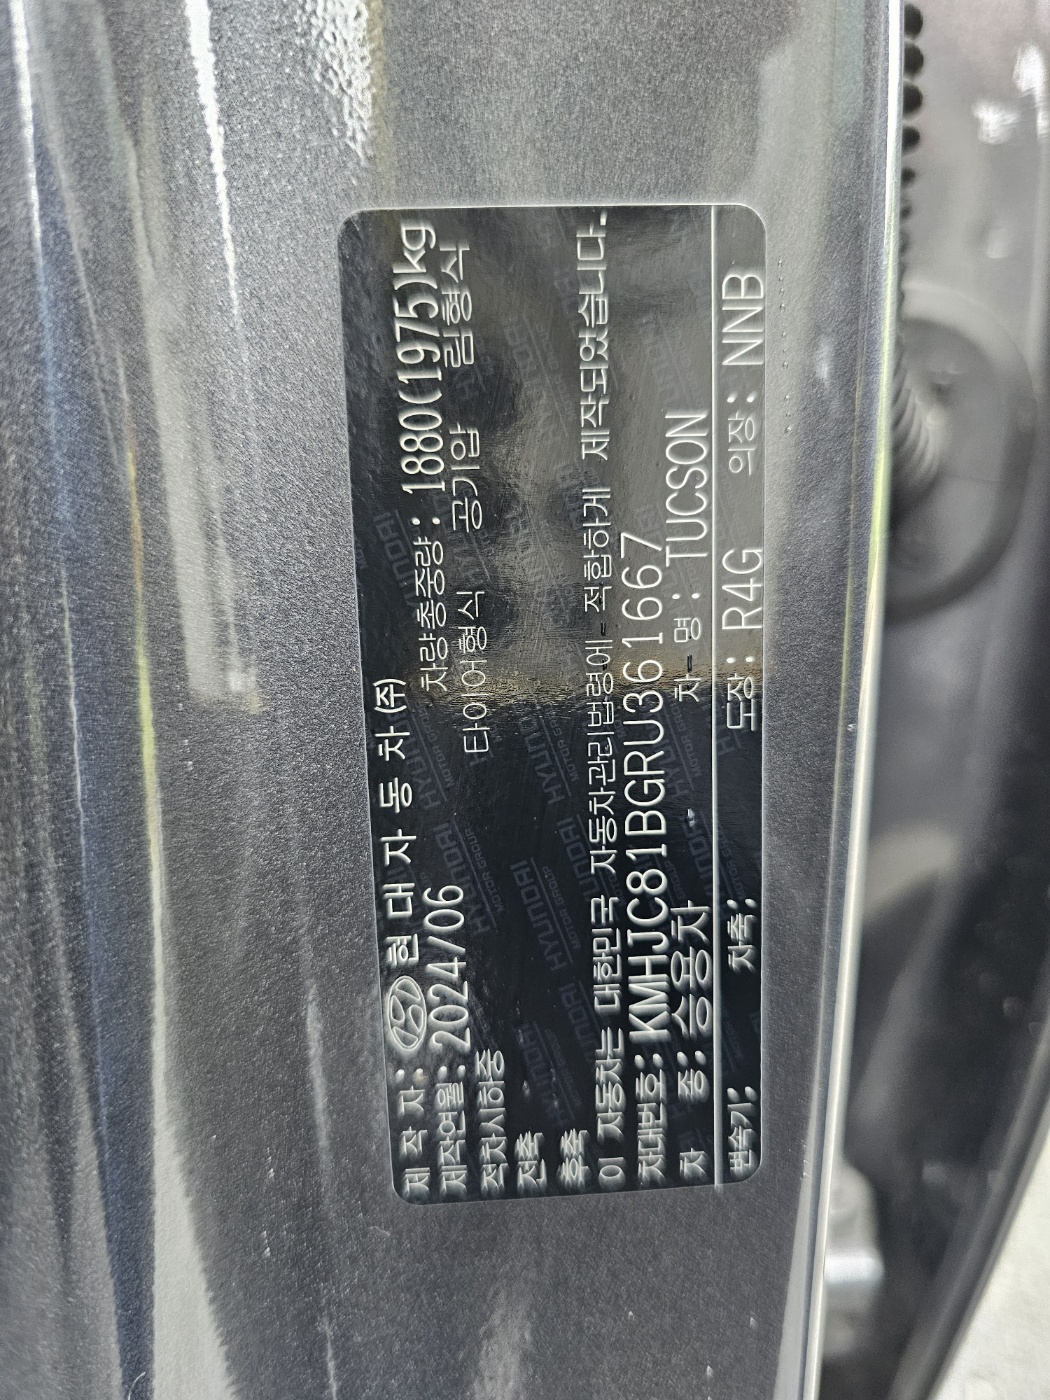 제 작 자: 현 대 자 동 차 (주)
제작연월: 2024/06 차량총중량: 1880(1975)kg
적차시하중 타이어형식 공기압 림형식
전축
후축
이 자동차는 대한민국 자동차관리법령에 적합하게 제작되었습니다.
차대번호: KMHJC81BGRU361667
차 종: 승용차 차 명: TUCSON
변속기: 차축: 도장: R4G 의장: NNB
HYUNDAI
MOTOR GROUP